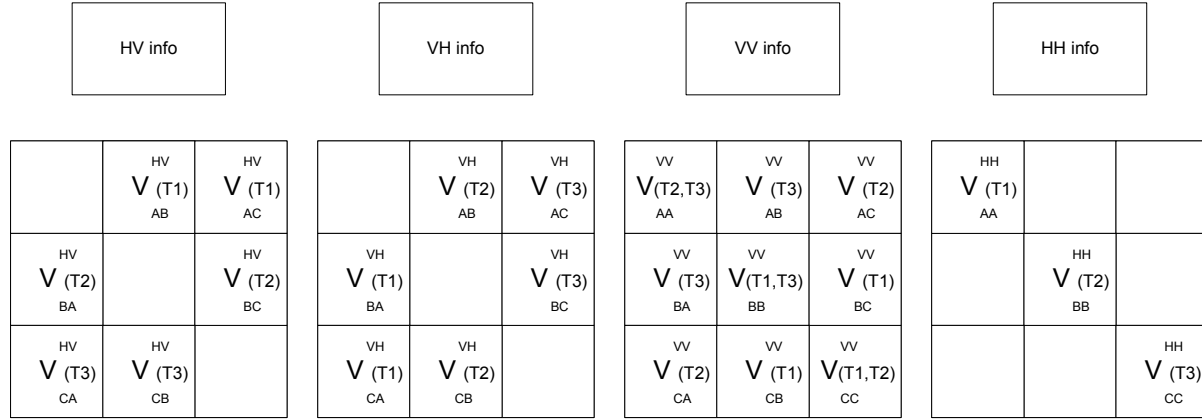 HV info VH info VV info HH info
HV HV VH VH VV VV VV HH
V (T1) V (T1) V (T2) V (T3) V(T2,T3) V (T3) V (T2) V (T1)
AB AC AB AC AA AB AC AA
HV HV VH VH VV VV VV HH
V (T2) V (T2) V (T1) V (T3) V (T3) V(T1,T3) V (T1) V (T2)
BA BC BA BC BA BB BC BB
HV HV VH VH VV VV VV HH
V (T3) V (T3) V (T1) V (T2) V (T2) V (T1) V(T1,T2) V (T3)
CA CB CA CB CA CB CC CC